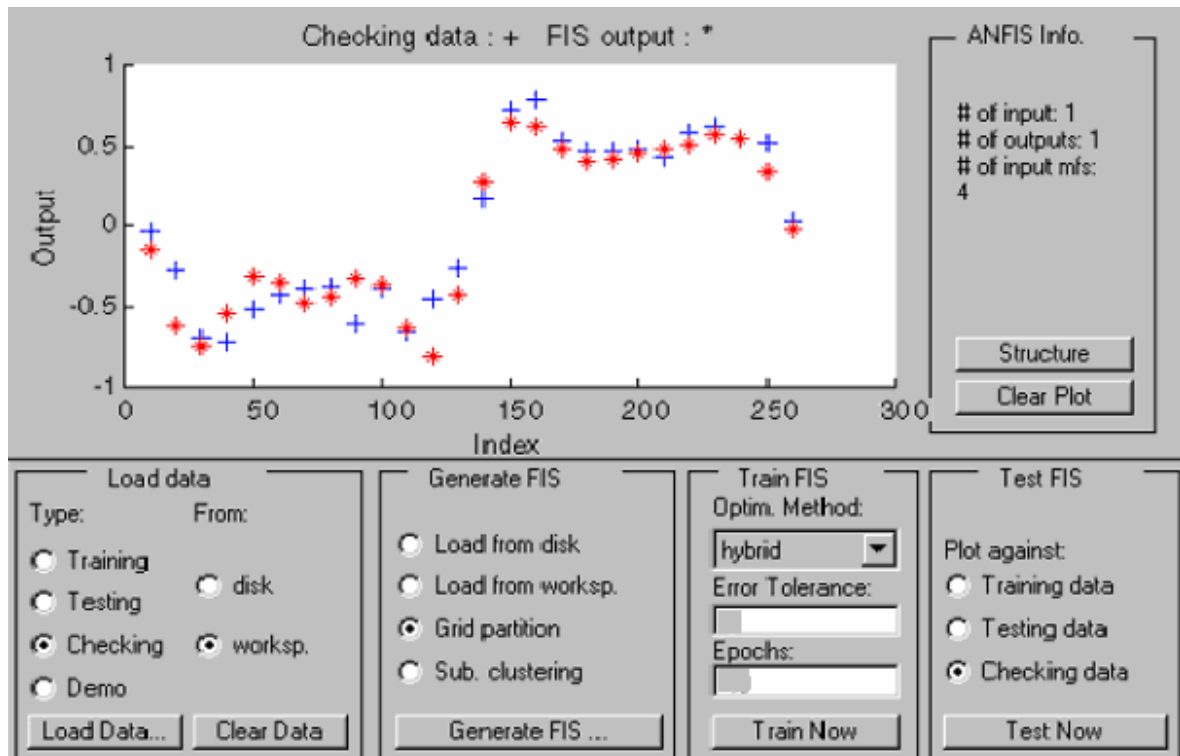 Checking data : +   FIS output : *
1
0.5
0
-0.5
-1
Output
0 50 100 150 200 250 300
Index
ANFIS Info.
# of input: 1
# of outputs: 1
# of input mfs:
4
Structure
Clear Plot
Load data
Type:
From:
Training
Testing
Checking
Demo
disk
worksp.
Load Data...
Clear Data
Generate FIS
Load from disk
Load from worksp.
Grid partition
Sub. clustering
Generate FIS ...
Train FIS
Optim. Method:
hybriid
Error Tolerance:
Epochs:
Train Now
Test FIS
Plot against:
Training data
Testing data
Checking data
Test Now